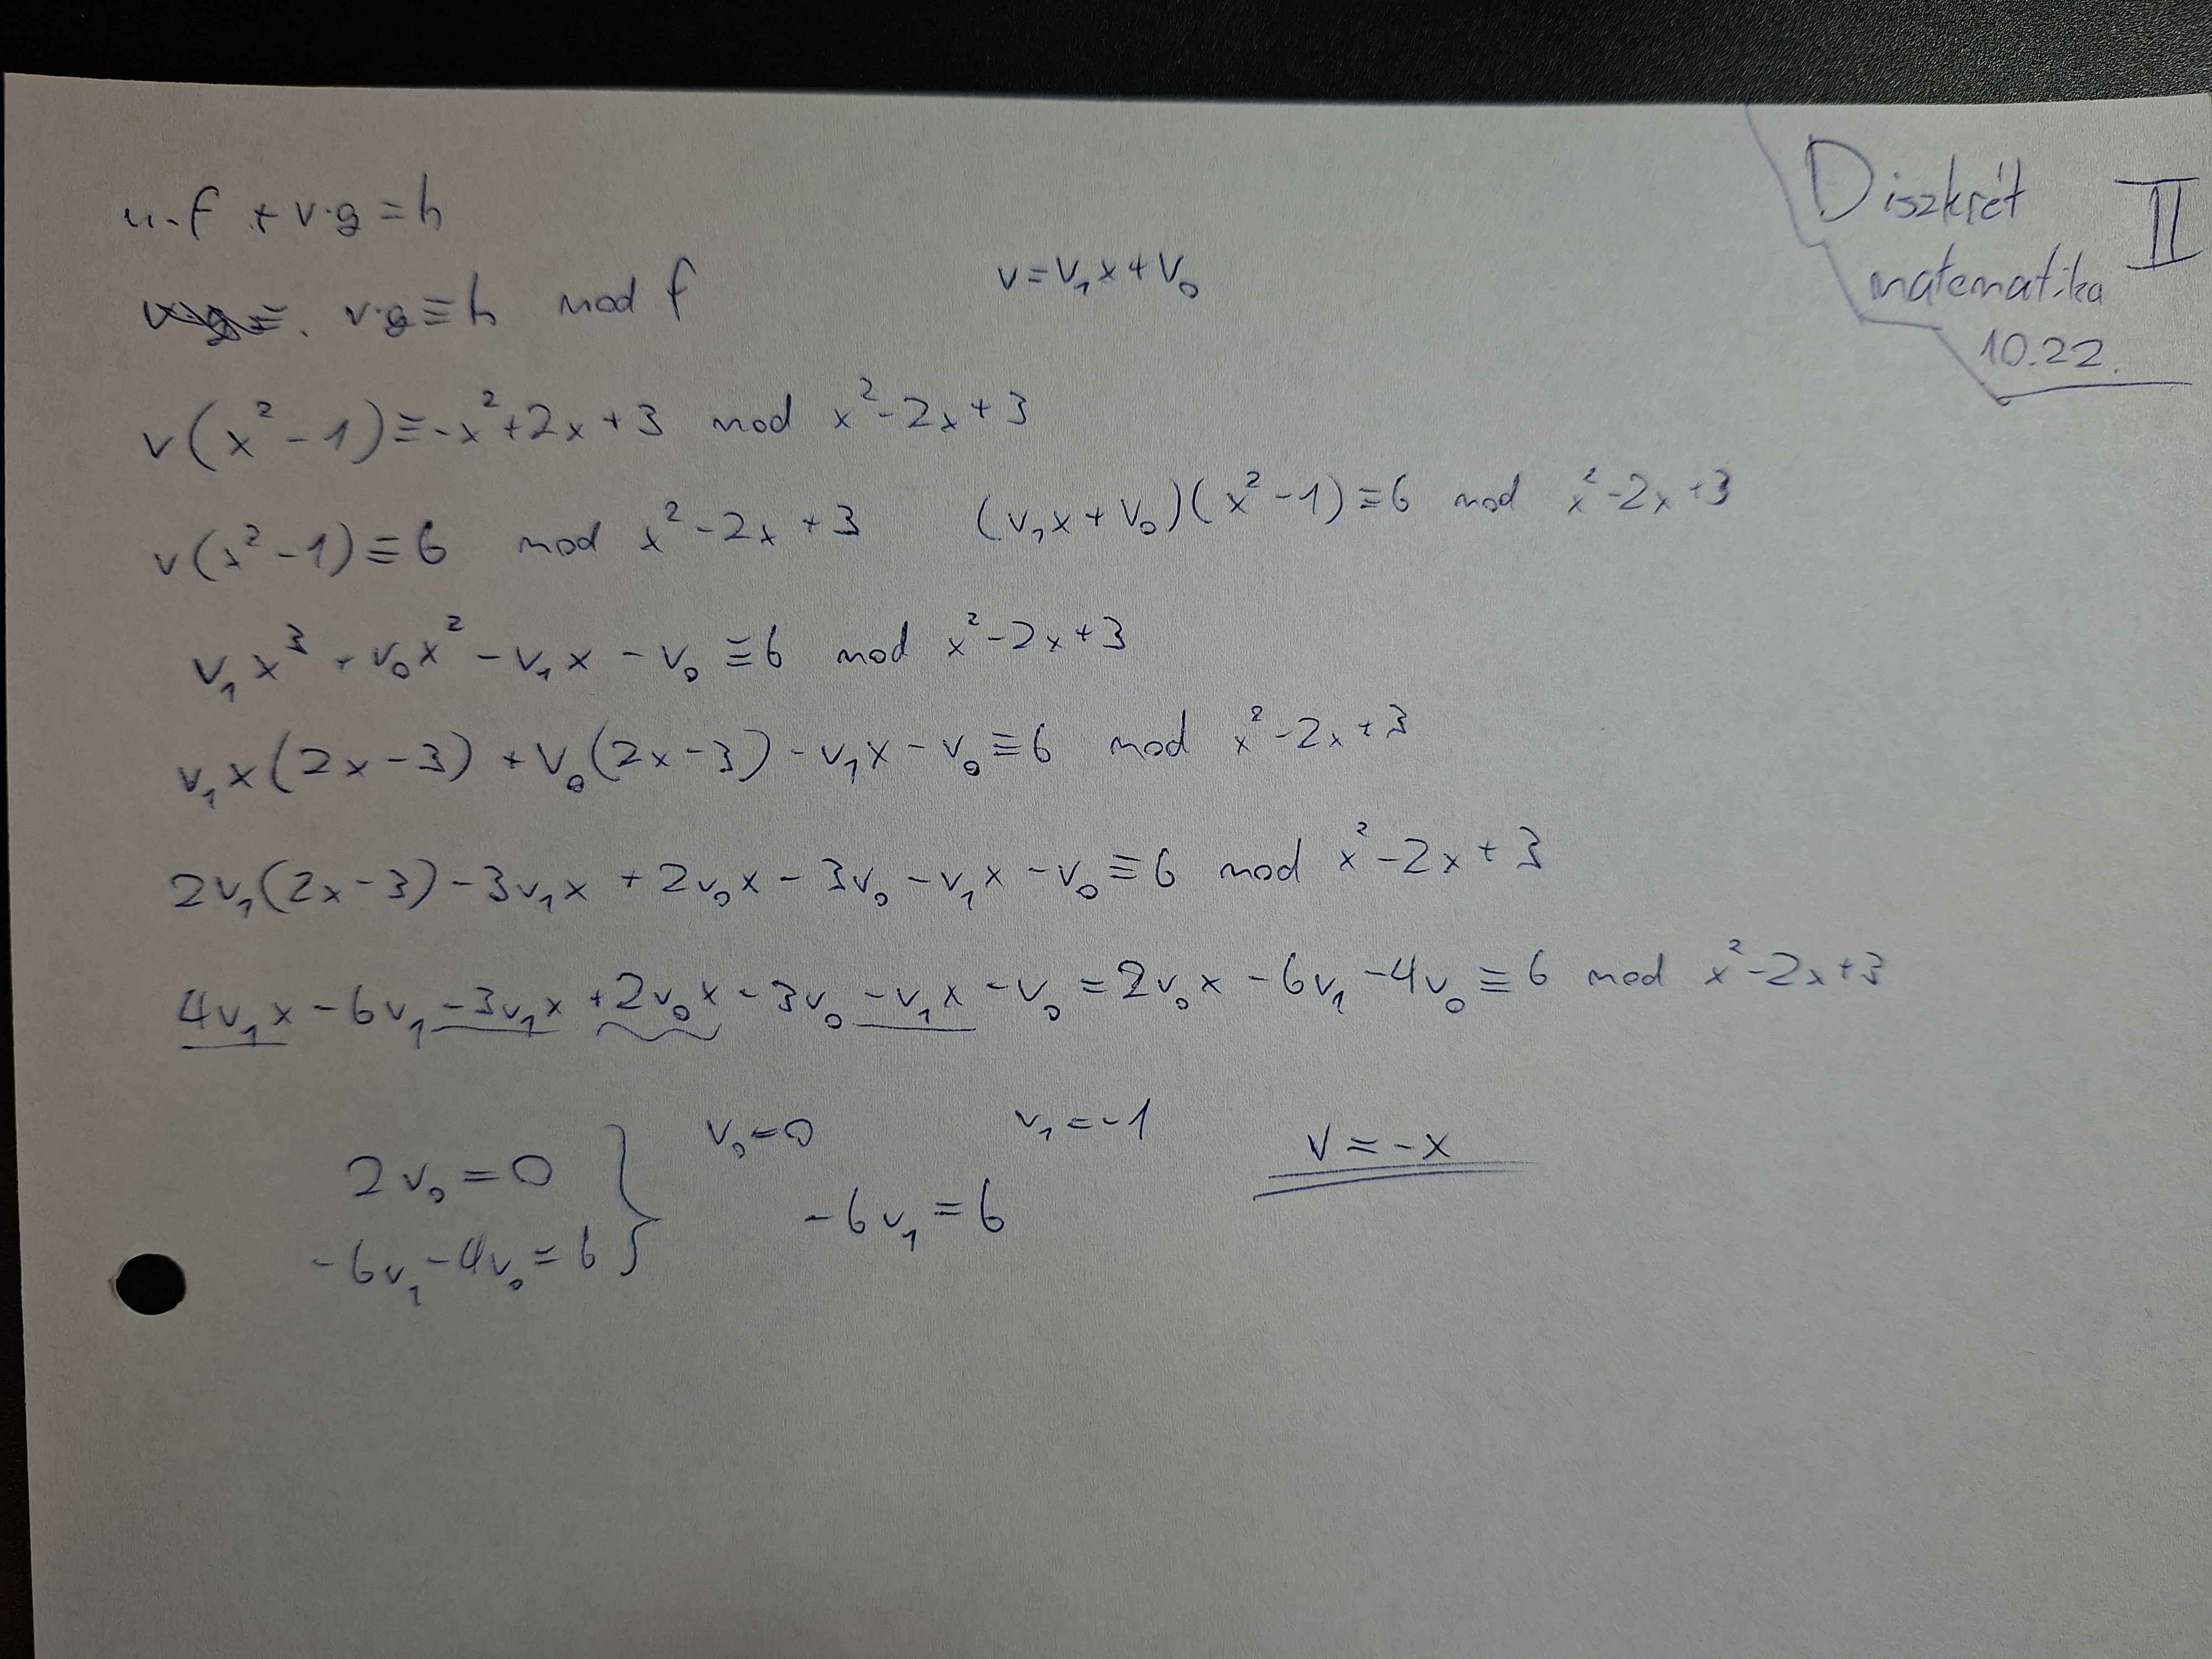 Diszkrét II
matematika
10.22.
u·f + v·g = h
v·g ≡ h mod f
v = v₁x + v₀
v(x² - 1) ≡ -x² + 2x + 3 mod x² - 2x + 3
v(x² - 1) ≡ 6 mod x² - 2x + 3 (v₁x + v₀)(x² - 1) ≡ 6 mod x² - 2x + 3
v₁x³ + v₀x² - v₁x - v₀ ≡ 6 mod x² - 2x + 3
v₁x(2x - 3) + v₀(2x - 3) - v₁x - v₀ ≡ 6 mod x² - 2x + 3
2v₁(2x - 3) - 3v₁x + 2v₀x - 3v₀ - v₁x - v₀ ≡ 6 mod x² - 2x + 3
4v₁x - 6v₁ - 3v₁x + 2v₀x - 3v₀ - v₁x - v₀ = 2v₀x - 6v₁ - 4v₀ ≡ 6 mod x² - 2x + 3
2v₀ = 0
-6v₁ - 4v₀ = 6 }
v₀ = 0 v₁ = -1
-6v₁ = 6
v = -x